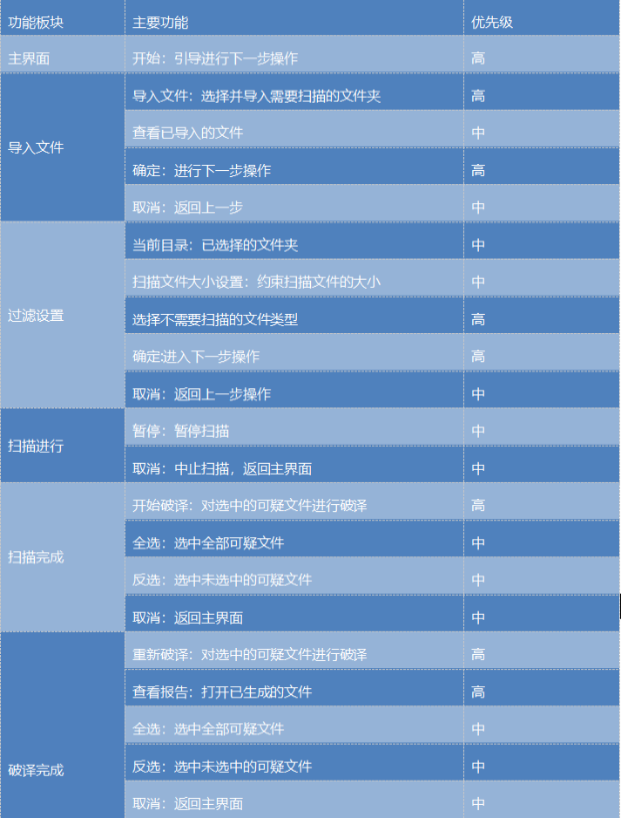 功能板块 主要功能 优先级
主界面 开始：引导进行下一步操作 高
导入文件 导入文件：选择并导入需要扫描的文件夹 高
查看已导入的文件 中
确定：进行下一步操作 高
取消：返回上一步 中
过滤设置 当前目录：已选择的文件夹 中
扫描文件大小设置：约束扫描文件的大小 中
选择不需要扫描的文件类型 高
确定:进入下一步操作 高
取消：返回上一步操作 中
扫描进行 暂停：暂停扫描 中
取消：中止扫描，返回主界面 中
扫描完成 开始破译：对选中的可疑文件进行破译 高
全选：选中全部可疑文件 中
反选：选中未选中的可疑文件 中
取消：返回主界面 中
破译完成 重新破译：对选中的可疑文件进行破译 高
查看报告：打开已生成的文件 高
全选：选中全部可疑文件 中
反选：选中未选中的可疑文件 中
取消：返回主界面 中